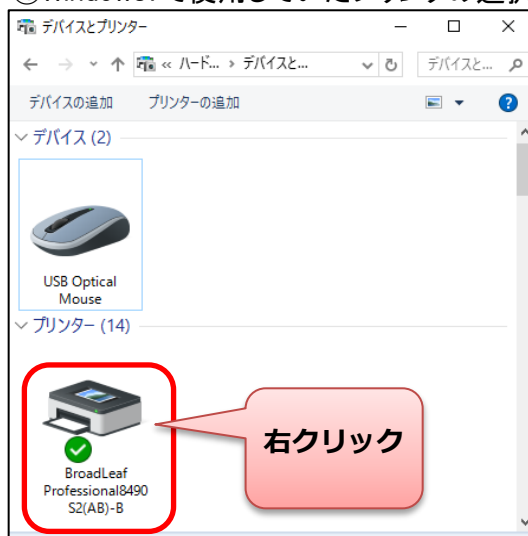 デバイスとプリンター
« ハード... › デバイスと...
デバイスと...
デバイスの追加 プリンターの追加
デバイス (2)
USB Optical
Mouse
プリンター (14)
右クリック
BroadLeaf
Professional8490
S2(AB)-B